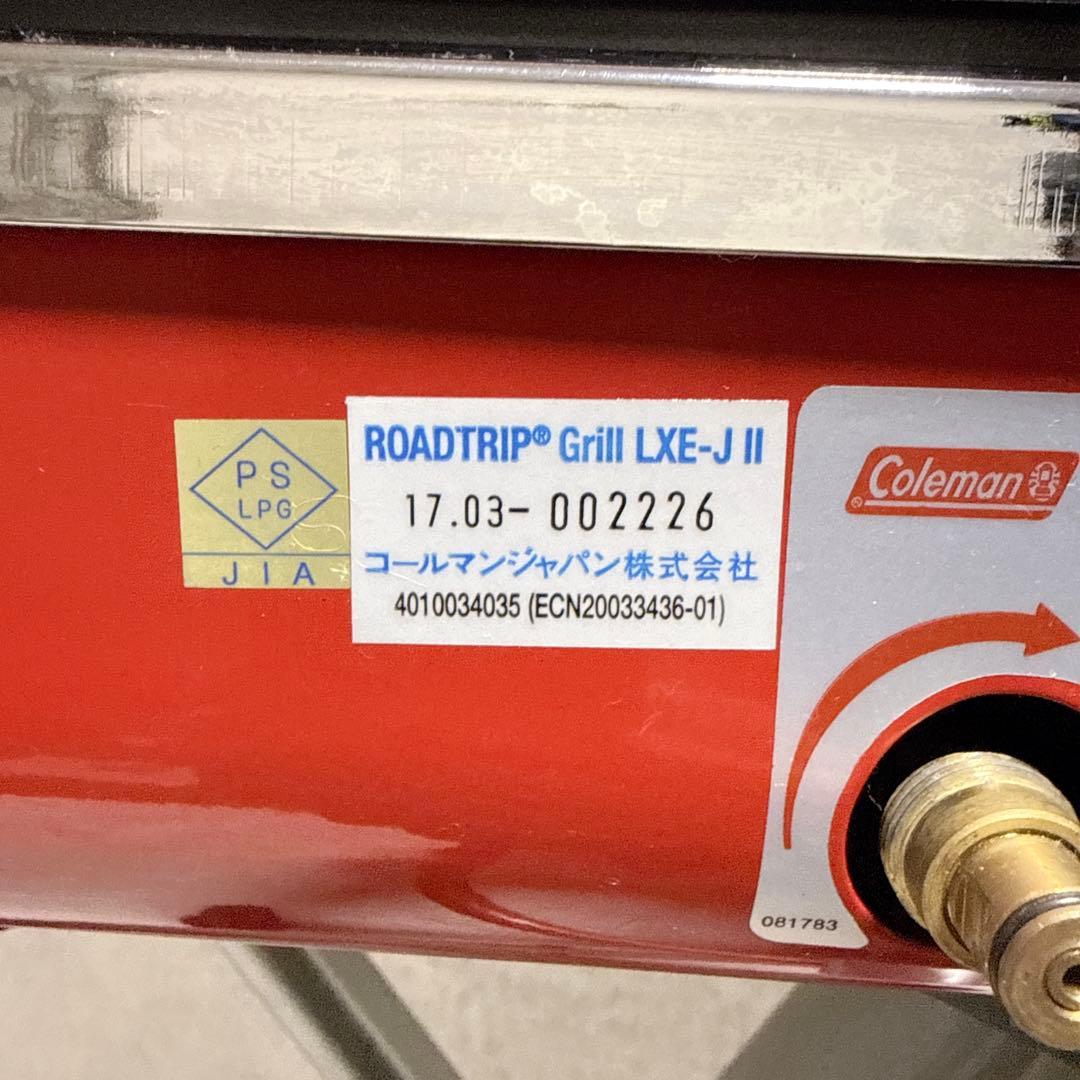 PS
LPG
JIA
ROADTRIP® Grill LXE-J II
17.03- 002226
コールマンジャパン株式会社
4010034035 (ECN20033436-01)
Coleman®
081783